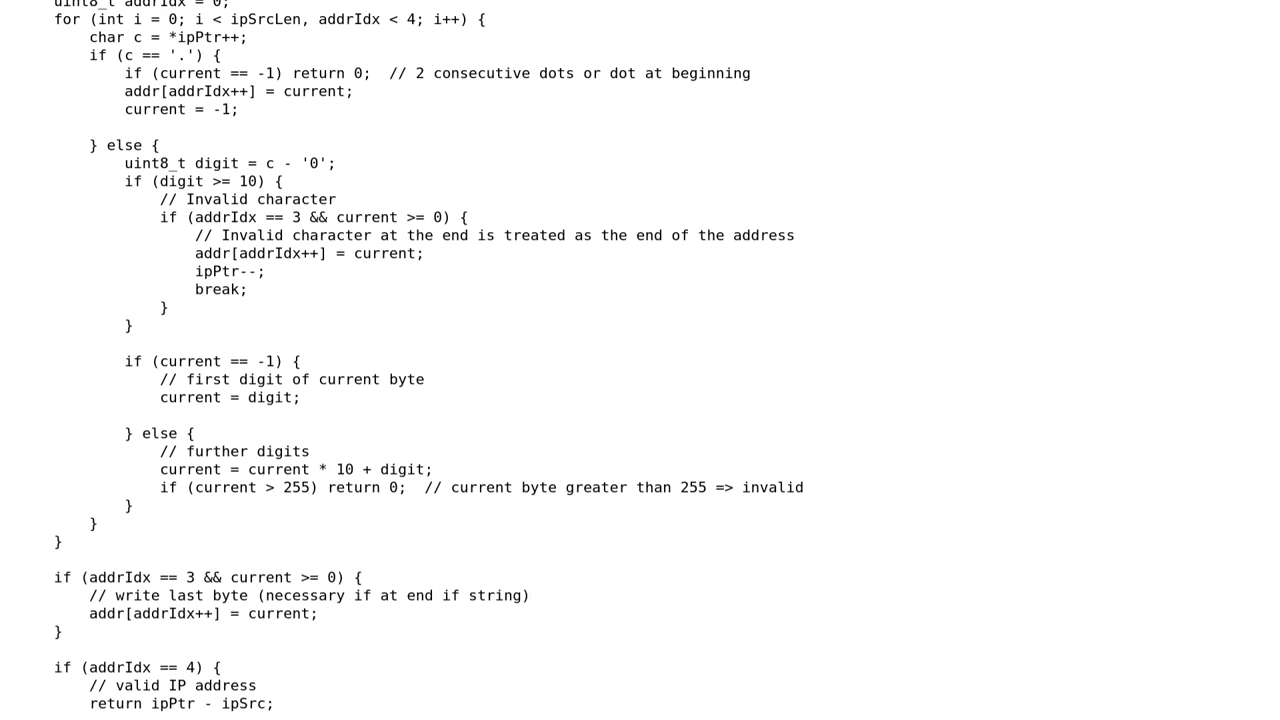 uint8_t addrIdx = 0;
for (int i = 0; i < ipSrcLen, addrIdx < 4; i++) {
char c = *ipPtr++;
if (c == '.') {
if (current == -1) return 0;  // 2 consecutive dots or dot at beginning
addr[addrIdx++] = current;
current = -1;
} else {
uint8_t digit = c - '0';
if (digit >= 10) {
// Invalid character
if (addrIdx == 3 && current >= 0) {
// Invalid character at the end is treated as the end of the address
addr[addrIdx++] = current;
ipPtr--;
break;
}
}
if (current == -1) {
// first digit of current byte
current = digit;
} else {
// further digits
current = current * 10 + digit;
if (current > 255) return 0;  // current byte greater than 255 => invalid
}
}
}
if (addrIdx == 3 && current >= 0) {
// write last byte (necessary if at end if string)
addr[addrIdx++] = current;
}
if (addrIdx == 4) {
// valid IP address
return ipPtr - ipSrc;